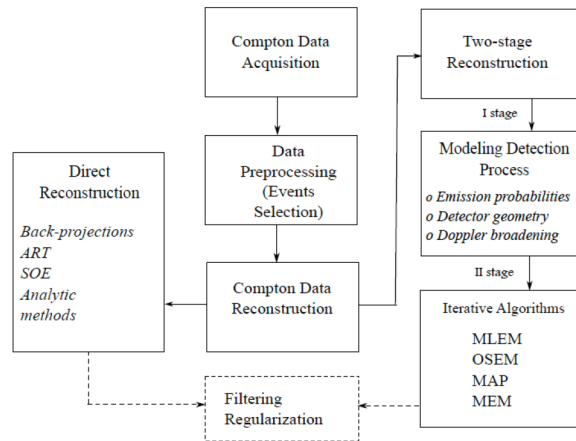 Compton Data
Acquisition
Data
Preprocessing
(Events
Selection)
Compton Data
Reconstruction
Direct
Reconstruction
Back-projections
ART
SOE
Analytic
methods
Two-stage
Reconstruction
I stage
Modeling Detection
Process
o Emission probabilities
o Detector geometry
o Doppler broadening
II stage
Iterative Algorithms
MLEM
OSEM
MAP
MEM
Filtering
Regularization